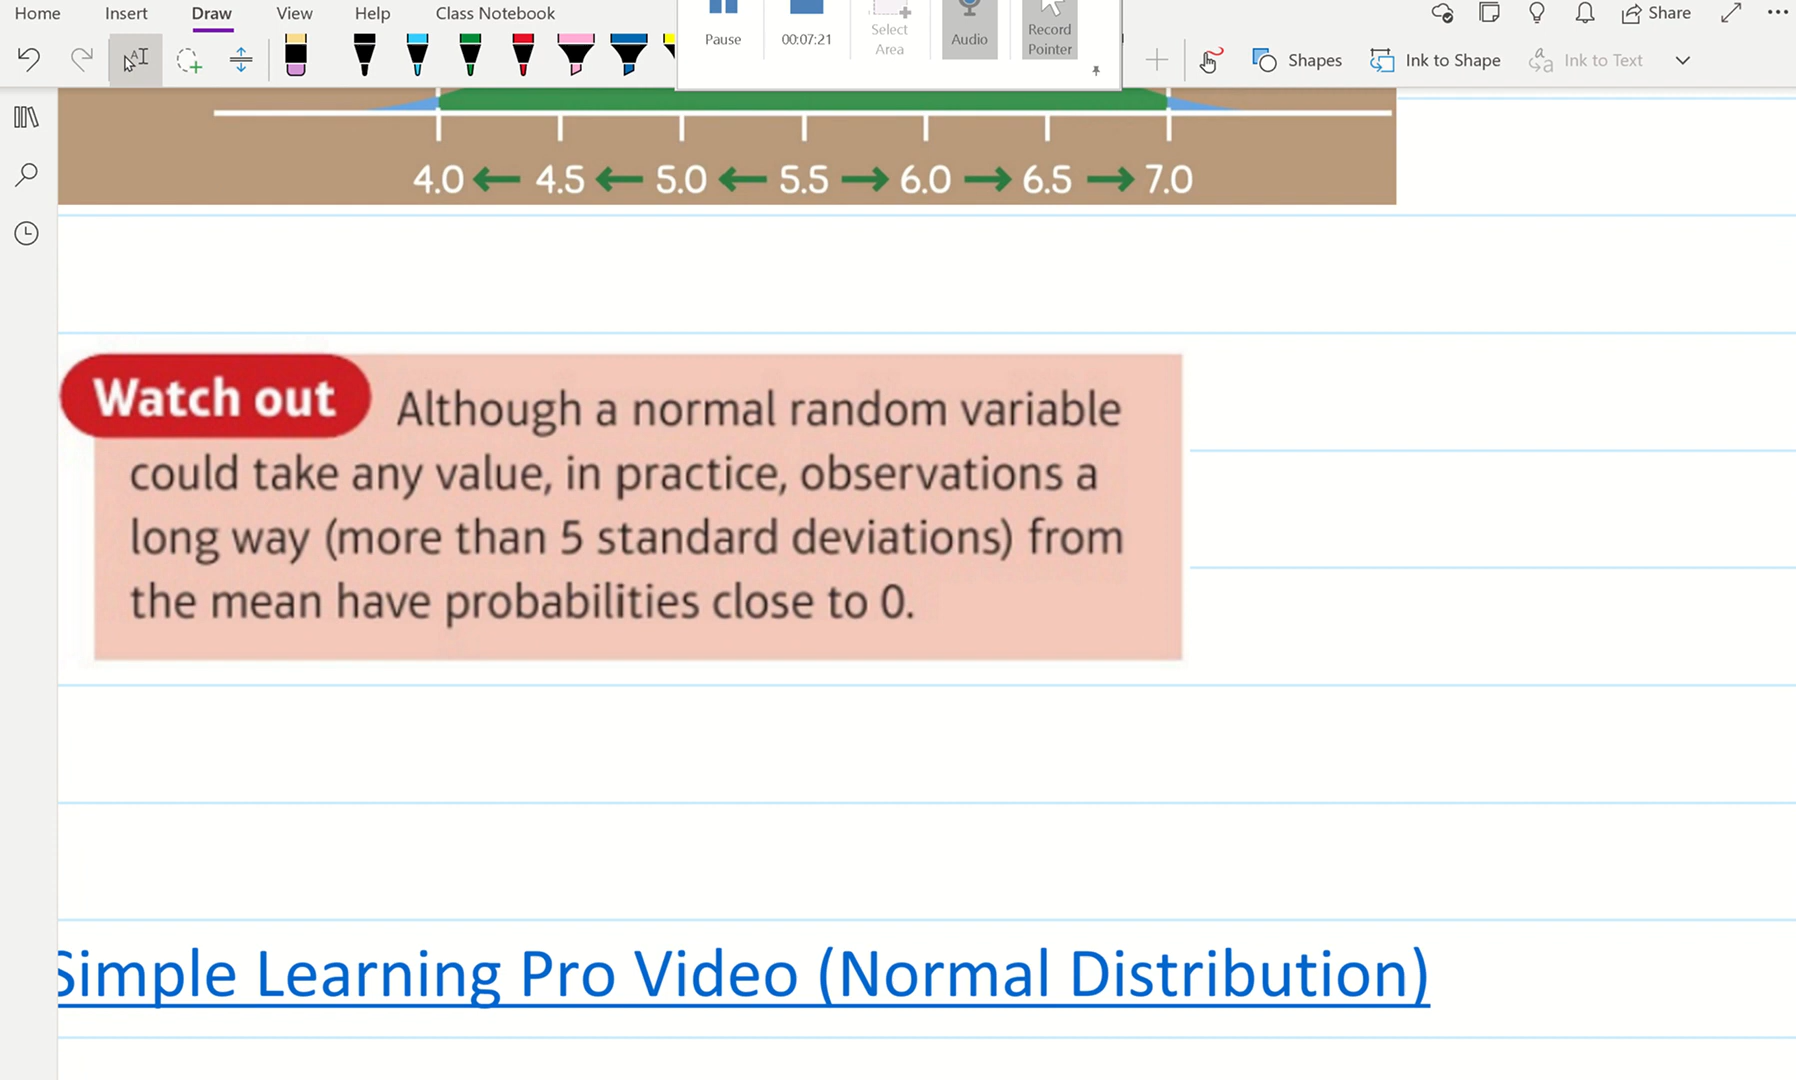 Home Insert Draw View Help Class Notebook
Share
Pause 00:07:21 Select Area Audio Record Pointer
Shapes Ink to Shape Ink to Text
4.0 ← 4.5 ← 5.0 ← 5.5 → 6.0 → 6.5 → 7.0
Watch out Although a normal random variable
could take any value, in practice, observations a
long way (more than 5 standard deviations) from
the mean have probabilities close to 0.
Simple Learning Pro Video (Normal Distribution)